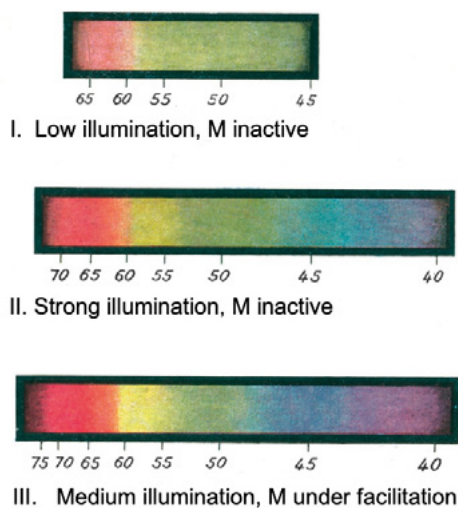 65 60 55 50 45
I. Low illumination, M inactive
70 65 60 55 50 45 40
II. Strong illumination, M inactive
75 70 65 60 55 50 45 40
III. Medium illumination, M under facilitation